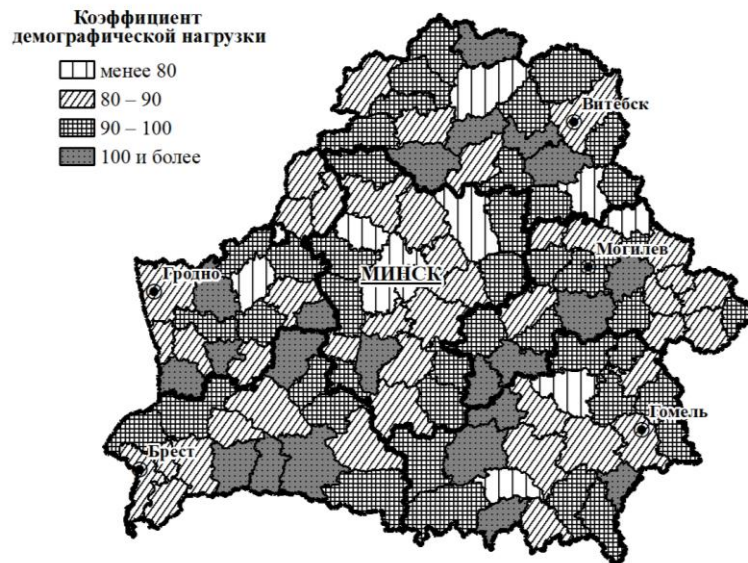 Коэффициент
демографической нагрузки
менее 80
80 – 90
90 – 100
100 и более
Витебск
Могилев
Гродно
МИНСК
Гомель
Брест